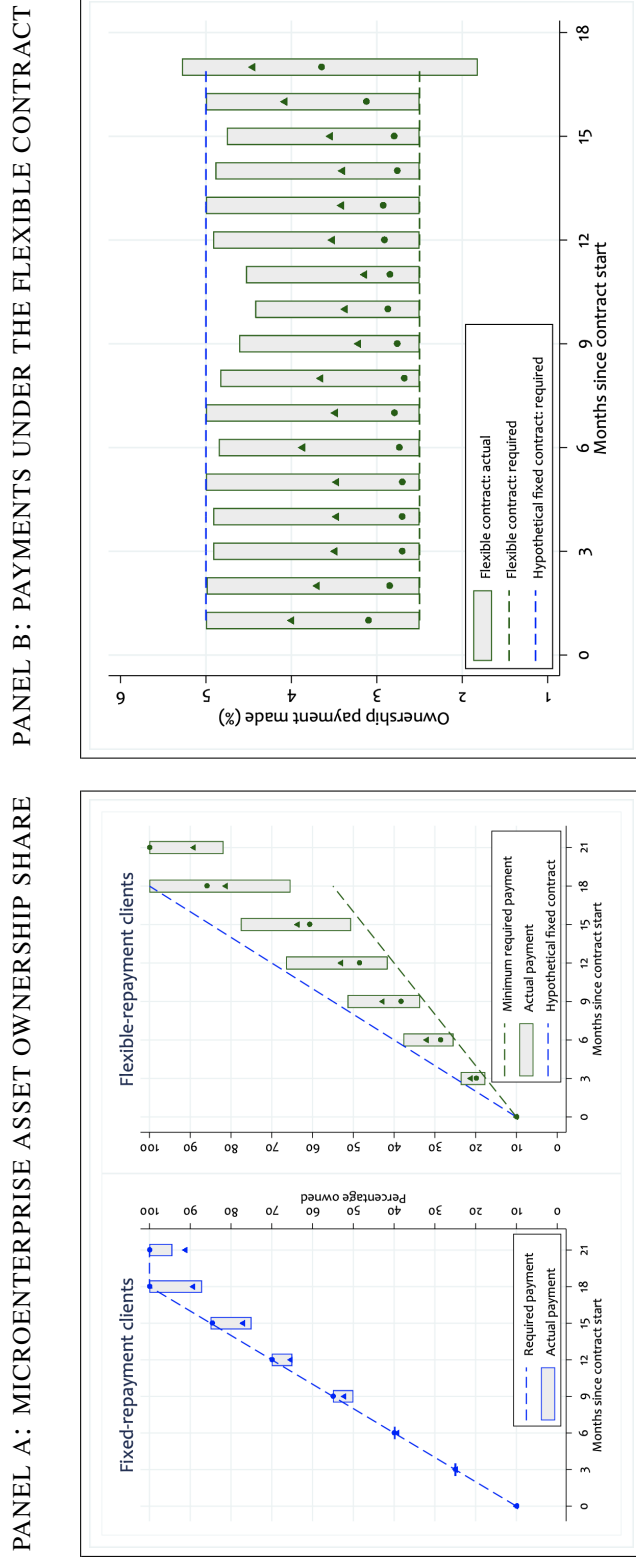 PANEL A: MICROENTERPRISE ASSET OWNERSHIP SHARE
Fixed-repayment clients
0
10
20
30
40
50
60
70
80
90
100
Percentage owned
0 3 6 9 12 15 18 21
Months since contract start
Required payment
Actual payment
Flexible-repayment clients
0
10
20
30
40
50
60
70
80
90
100
0 3 6 9 12 15 18 21
Months since contract start
Minimum required payment
Actual payment
Hypothetical fixed contract
PANEL B: PAYMENTS UNDER THE FLEXIBLE CONTRACT
Ownership payment made (%)
6
5
4
3
2
1
0 3 6 9 12 15 18
Months since contract start
Flexible contract: actual
Flexible contract: required
Hypothetical fixed contract: required